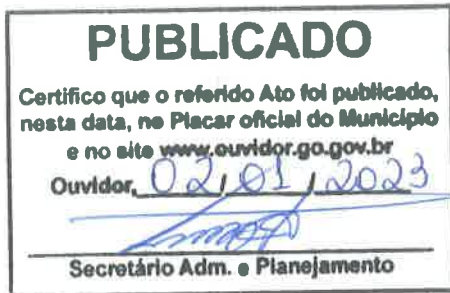 PUBLICADO
Certifico que o referido Ato foi publicado,
nesta data, no Placar oficial do Município
e no site www.ouvidor.go.gov.br
Ouvidor, 02 / 01 / 2023
Secretário Adm. e Planejamento